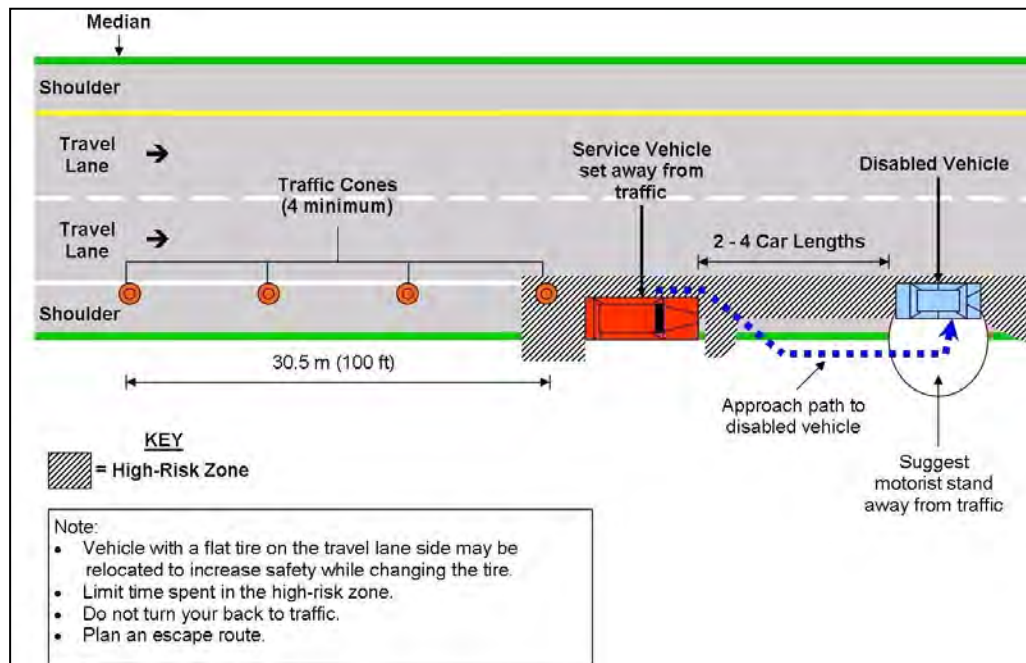 Median
Shoulder
Travel
Lane
Service Vehicle
set away from
traffic
Disabled Vehicle
Traffic Cones
(4 minimum)
Travel
Lane
2 - 4 Car Lengths
Shoulder
30.5 m (100 ft)
Approach path to
disabled vehicle
KEY
= High-Risk Zone
Suggest
motorist stand
away from traffic
Note:
• Vehicle with a flat tire on the travel lane side may be
relocated to increase safety while changing the tire.
• Limit time spent in the high-risk zone.
• Do not turn your back to traffic.
• Plan an escape route.